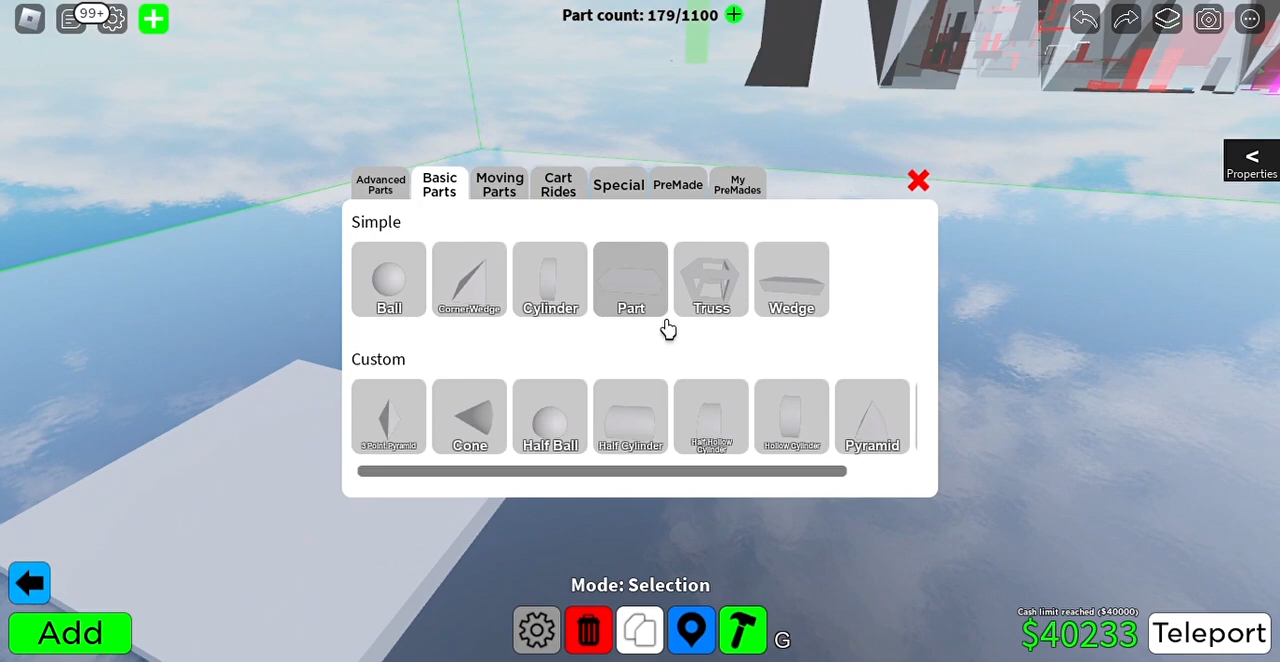 99+
Part count: 179/1100
<
Properties
Advanced Parts
Basic Parts
Moving Parts
Cart Rides
Special
PreMade
My PreMades
Simple
Ball
CornerWedge
Cylinder
Part
Truss
Wedge
Custom
3 Point Pyramid
Cone
Half Ball
Half Cylinder
Half Hollow Cylinder
Hollow Cylinder
Pyramid
Mode: Selection
Add
G
Cash limit reached ($40000)
$40233
Teleport